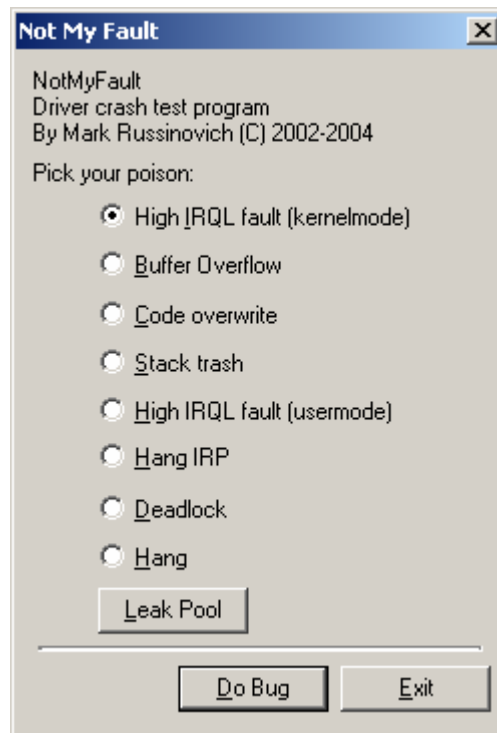 Not My Fault
NotMyFault
Driver crash test program
By Mark Russinovich (C) 2002-2004
Pick your poison:
High IRQL fault (kernelmode)
Buffer Overflow
Code overwrite
Stack trash
High IRQL fault (usermode)
Hang IRP
Deadlock
Hang
Leak Pool
Do Bug
Exit